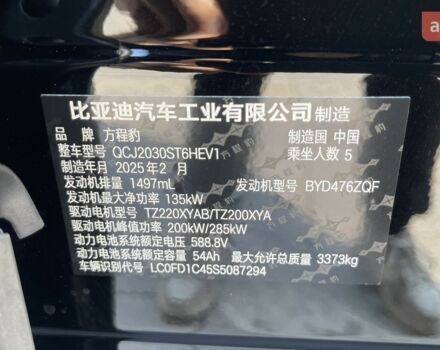 比亚迪汽车工业有限公司 制造
品牌 方程豹 制造国 中国
整车型号 QCJ2030ST6HEV1 乘坐人数 5
制造年月 2025年2月
发动机排量 1497mL 发动机型号 BYD476ZQF
发动机最大净功率 135kW
驱动电机型号 TZ220XYAB/TZ200XYA
驱动电机峰值功率 200kW/285kW
动力电池系统额定电压 588.8V
动力电池系统额定容量 54Ah 最大允许总质量 3373kg
车辆识别代号 LC0FD1C45S5087294